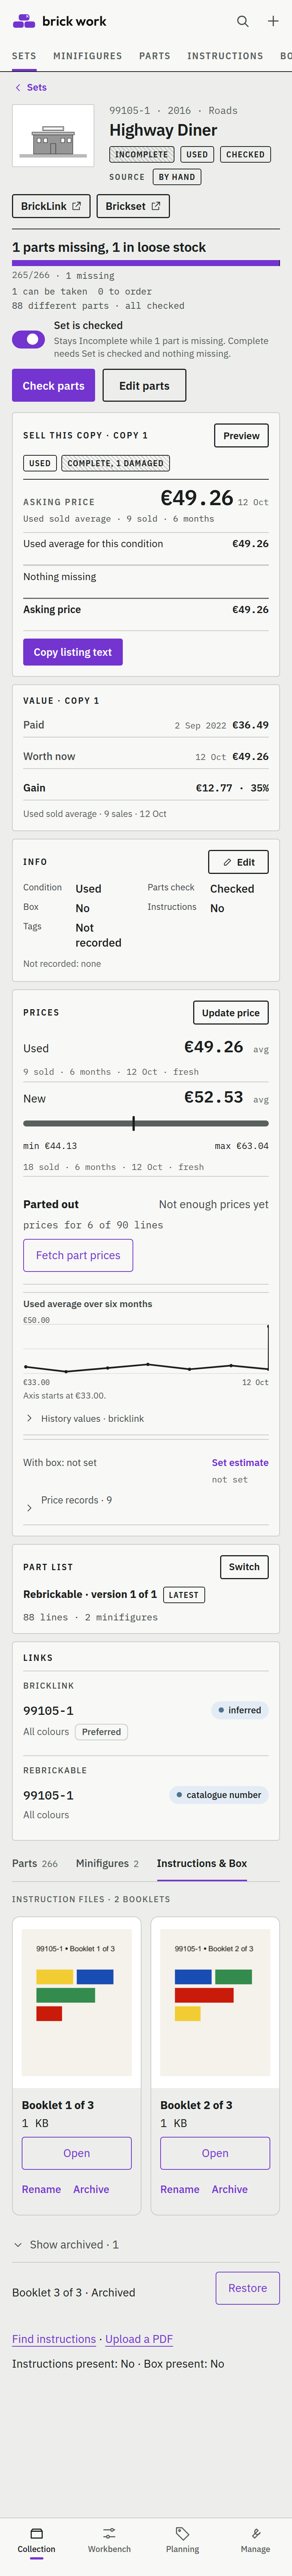 brick work
SETS MINIFIGURES PARTS INSTRUCTIONS BO
Sets
99105-1 · 2016 · Roads
Highway Diner
INCOMPLETE USED CHECKED
SOURCE BY HAND
BrickLink Brickset
1 parts missing, 1 in loose stock
265/266 · 1 missing
1 can be taken 0 to order
88 different parts · all checked
Set is checked
Stays Incomplete while 1 part is missing. Complete
needs Set is checked and nothing missing.
Check parts Edit parts
SELL THIS COPY · COPY 1 Preview
USED COMPLETE, 1 DAMAGED
ASKING PRICE €49.26 12 Oct
Used sold average · 9 sold · 6 months
Used average for this condition €49.26
Nothing missing
Asking price €49.26
Copy listing text
VALUE · COPY 1
Paid 2 Sep 2022 €36.49
Worth now 12 Oct €49.26
Gain €12.77 · 35%
Used sold average · 9 sales · 12 Oct
INFO Edit
Condition Used Parts check Checked
Box No Instructions No
Tags Not
recorded
Not recorded: none
PRICES Update price
Used €49.26 avg
9 sold · 6 months · 12 Oct · fresh
New €52.53 avg
min €44.13 max €63.04
18 sold · 6 months · 12 Oct · fresh
Parted out Not enough prices yet
prices for 6 of 90 lines
Fetch part prices
Used average over six months
€50.00
€33.00 12 Oct
Axis starts at €33.00.
History values · bricklink
With box: not set Set estimate
not set
Price records · 9
PART LIST Switch
Rebrickable · version 1 of 1 LATEST
88 lines · 2 minifigures
LINKS
BRICKLINK
99105-1 inferred
All colours Preferred
REBRICKABLE
99105-1 catalogue number
All colours
Parts 266 Minifigures 2 Instructions & Box
INSTRUCTION FILES · 2 BOOKLETS
99105-1 • Booklet 1 of 3
99105-1 • Booklet 2 of 3
Booklet 1 of 3 Booklet 2 of 3
1 KB 1 KB
Open Open
Rename Archive Rename Archive
Show archived · 1
Booklet 3 of 3 · Archived Restore
Find instructions · Upload a PDF
Instructions present: No · Box present: No
Collection Workbench Planning Manage